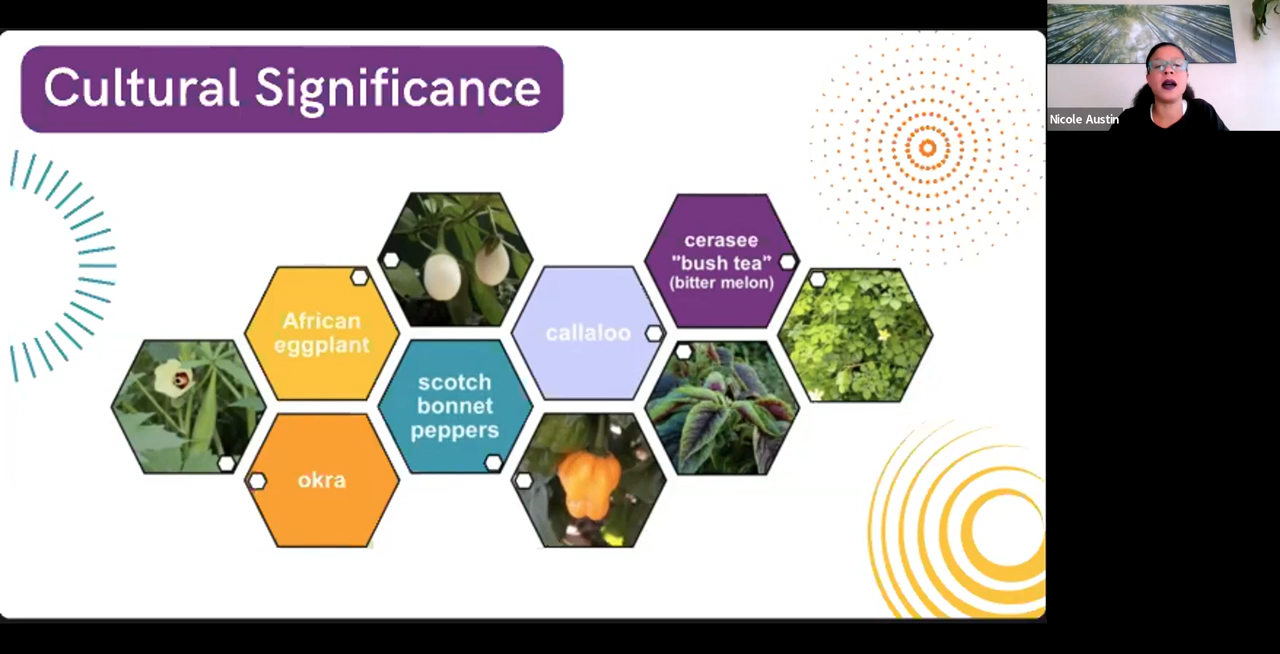 Cultural Significance
Nicole Austin
cerasee
"bush tea"
(bitter melon)
African
eggplant
callaloo
scotch
bonnet
peppers
okra